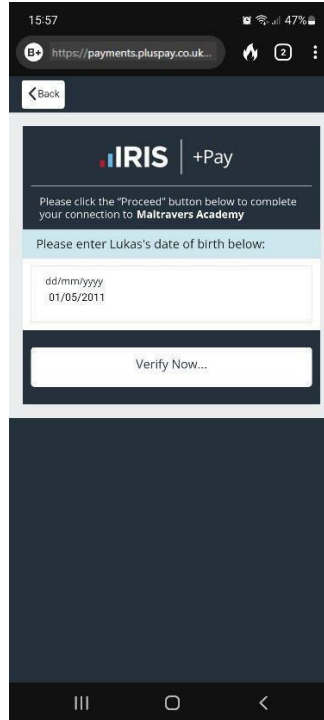 15:57 47%
B+ https://payments.pluspay.co.uk... 2
Back
IRIS +Pay
Please click the "Proceed" button below to complete
your connection to Maltravers Academy
Please enter Lukas's date of birth below:
dd/mm/yyyy
01/05/2011
Verify Now...